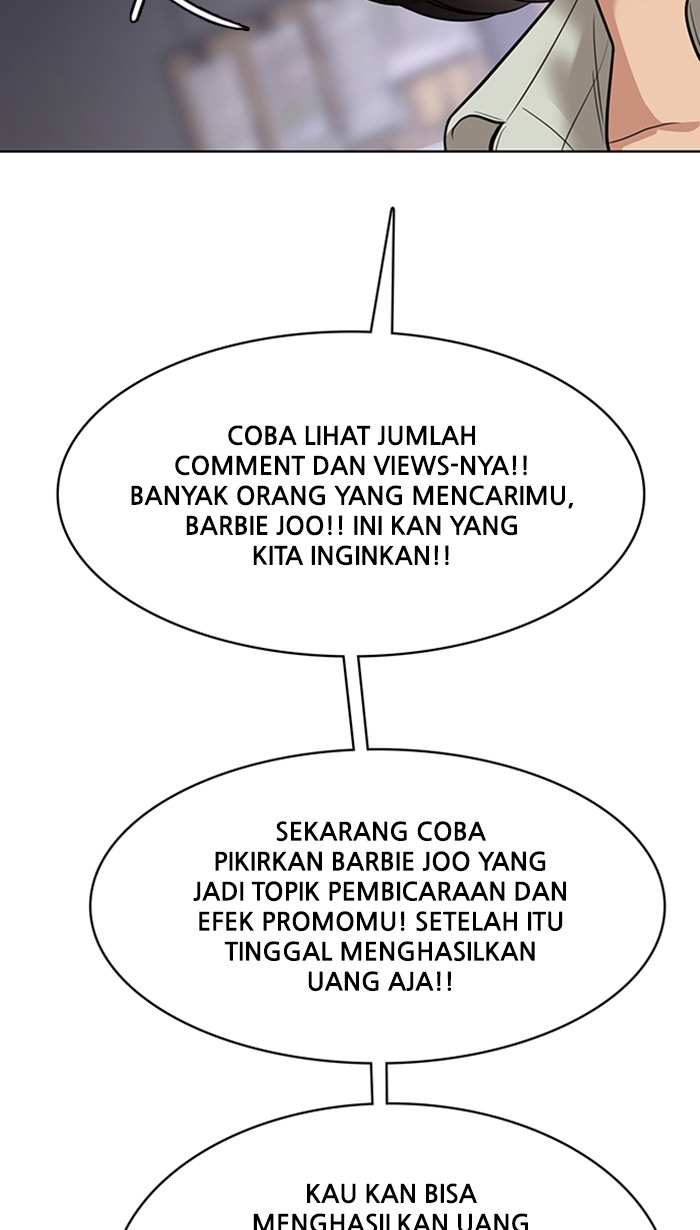 COBA LIHAT JUMLAH
COMMENT DAN VIEWS-NYA!!
BANYAK ORANG YANG MENCARIMU,
BARBIE JOO!! INI KAN YANG
KITA INGINKAN!!
SEKARANG COBA
PIKIRKAN BARBIE JOO YANG
JADI TOPIK PEMBICARAAN DAN
EFEK PROMOMU! SETELAH ITU
TINGGAL MENGHASILKAN
UANG AJA!!
KAU KAN BISA
MENGHASILKAN UANG